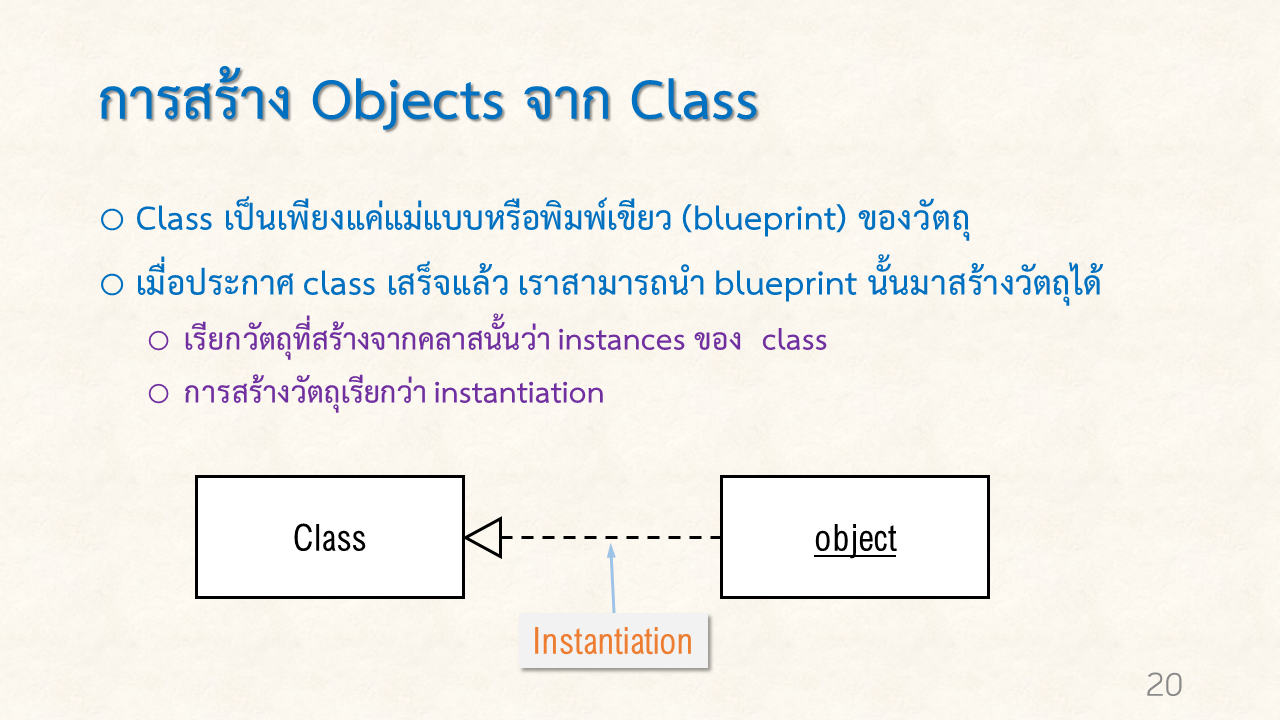 การสร้าง Objects จาก Class
Class เป็นเพียงแค่แม่แบบหรือพิมพ์เขียว (blueprint) ของวัตถุ
เมื่อประกาศ class เสร็จแล้ว เราสามารถนำ blueprint นั้นมาสร้างวัตถุได้
เรียกวัตถุที่สร้างจากคลาสนั้นว่า instances ของ class
การสร้างวัตถุเรียกว่า instantiation
Class
object
Instantiation
20